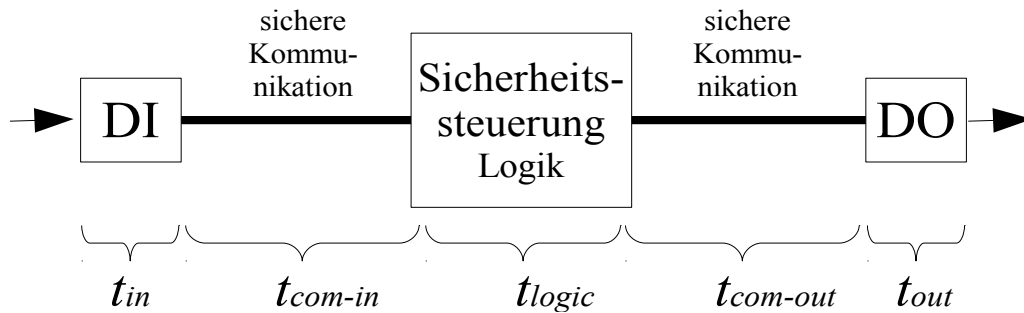 sichere
Kommu-
nikation
sichere
Kommu-
nikation
DI
Sicherheits-
steuerung
Logik
DO
tin
tcom-in
tlogic
tcom-out
tout